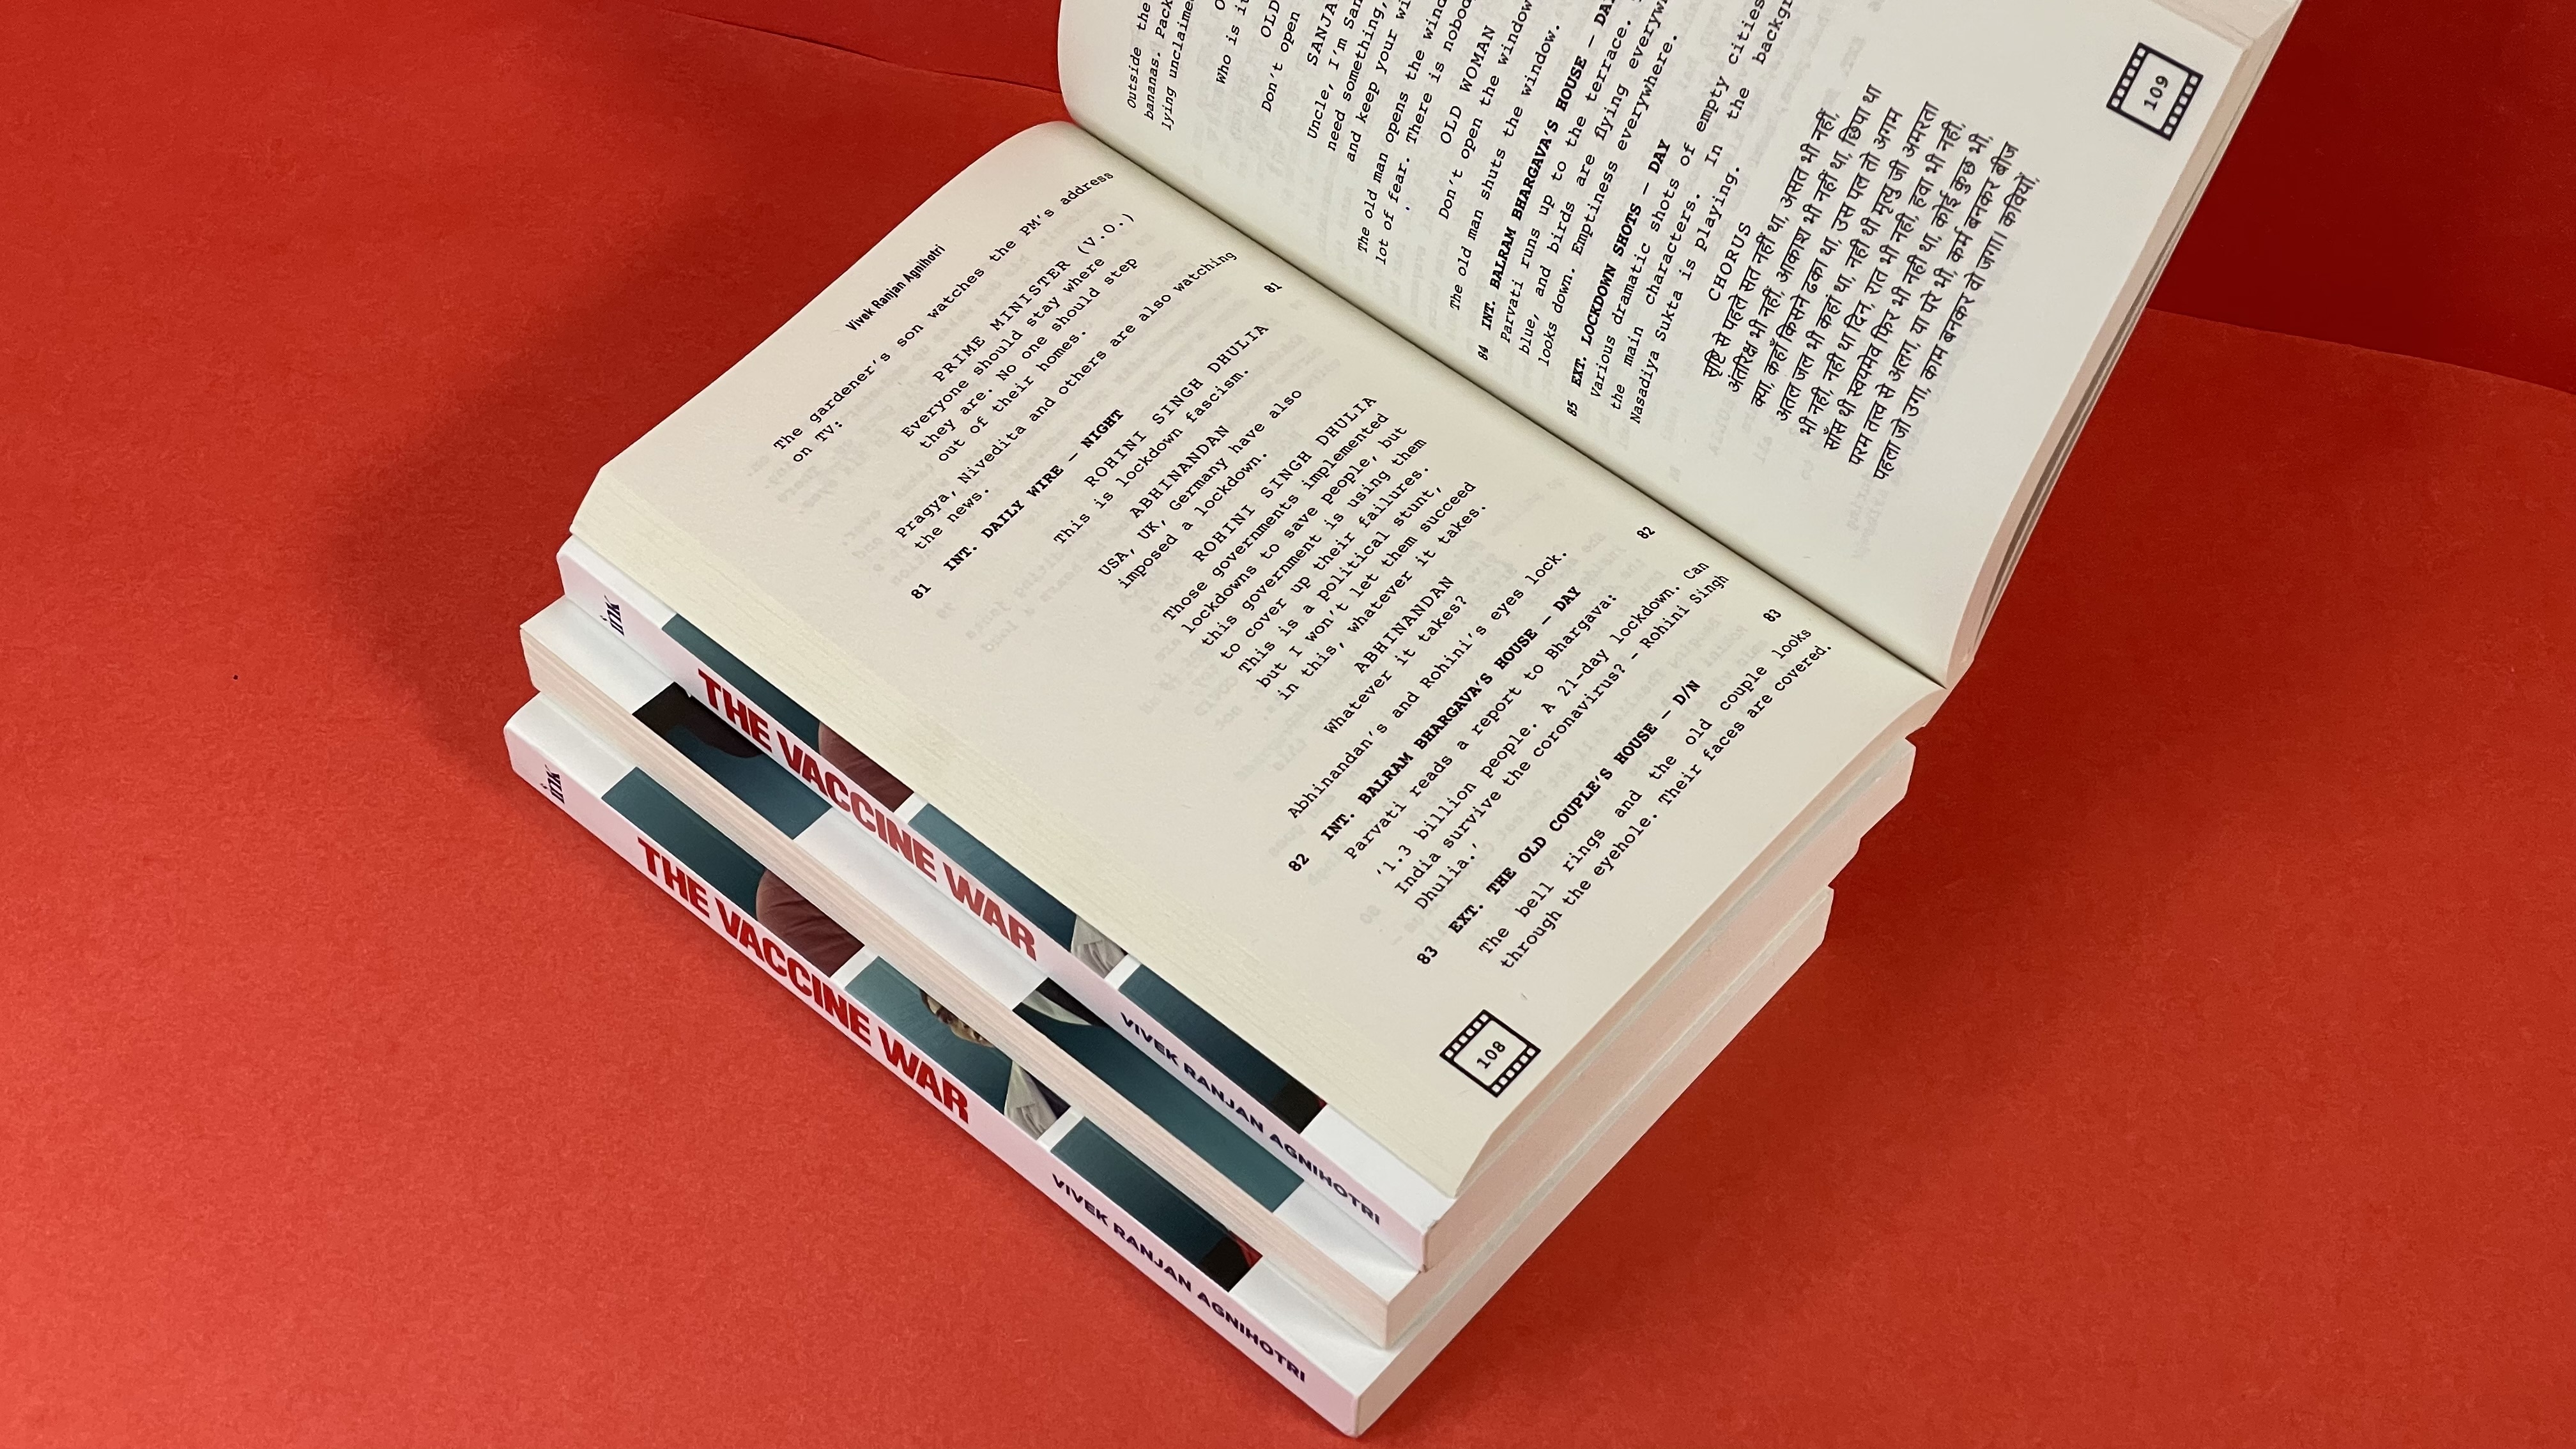 Vivek Ranjan Agnihotri
The gardener's son watches the PM's address
on TV:
PRIME MINISTER (V.O.)
Everyone should stay where
they are. No one should step
out of their homes.
Pragya, Nivedita and others are also watching
the news.
81 INT. DAILY WIRE — NIGHT 81
ROHINI SINGH DHULIA
This is lockdown fascism.
ABHINANDAN
USA, UK, Germany have also
imposed a lockdown.
ROHINI SINGH DHULIA
Those governments implemented
lockdowns to save people, but
this government is using them
to cover up their failures.
This is a political stunt,
but I won't let them succeed
in this, whatever it takes.
ABHINANDAN
Whatever it takes?
Abhinandan's and Rohini's eyes lock.
82 INT. BALRAM BHARGAVA'S HOUSE — DAY 82
Parvati reads a report to Bhargava:
'1.3 billion people. A 21-day lockdown. Can
India survive the coronavirus? – Rohini Singh
Dhulia.'
83 EXT. THE OLD COUPLE'S HOUSE — D/N 83
The bell rings and the old couple looks
through the eyehole. Their faces are covered.
108
Outside the
bananas. Pack
lying unclaimed
Who is it
OLD
Don't open
SANJA
Uncle, I'm San
need something,
and keep your wi
The old man opens the wind
lot of fear. There is nobo
OLD WOMAN
Don't open the window
The old man shuts the window.
84 INT. BALRAM BHARGAVA'S HOUSE — DA
Parvati runs up to the terrace.
blue, and birds are flying everyw
looks down. Emptiness everywhere.
85 EXT. LOCKDOWN SHOTS — DAY
Various dramatic shots of empty cities
the main characters. In the backgr
Nasadiya Sukta is playing.
CHORUS
सृष्टि से पहले सत नहीं था, असत भी नहीं,
अंतरिक्ष भी नहीं, आकाश भी नहीं था, छिपा था
क्या, कहाँ किसने ढका था, उस पल तो अगम
अतल जल भी कहां था, नहीं थी मृत्यु जी अमरता
भी नहीं, नहीं था दिन, रात भी नहीं, हवा भी नहीं,
साँस थी स्वयमेव फिर भी नहीं था, कोई कुछ भी,
परम तत्त्व से अलग, या परे भी, कर्म बनकर बीज
पहला जो उगा, काम बनकर वो जगा। कवियों,
109
ink
THE VACCINE WAR
VIVEK RANJAN AGNIHOTRI
ink
THE VACCINE WAR
VIVEK RANJAN AGNIHOTRI